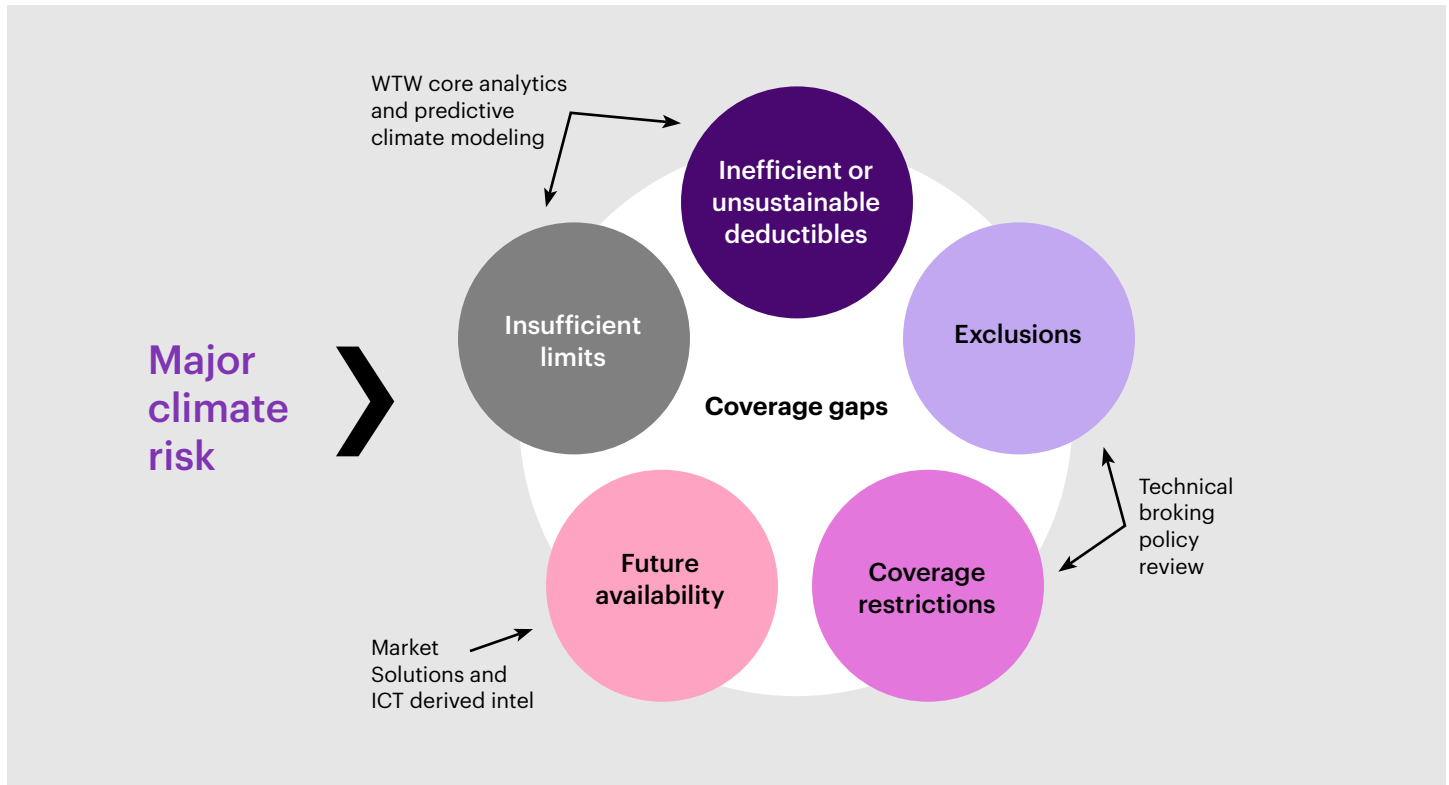 WTW core analytics
and predictive
climate modeling
Inefficient or
unsustainable
deductibles
Insufficient
limits
Exclusions
Major
climate
risk
Coverage gaps
Technical
broking
policy
review
Future
availability
Coverage
restrictions
Market
Solutions and
ICT derived intel